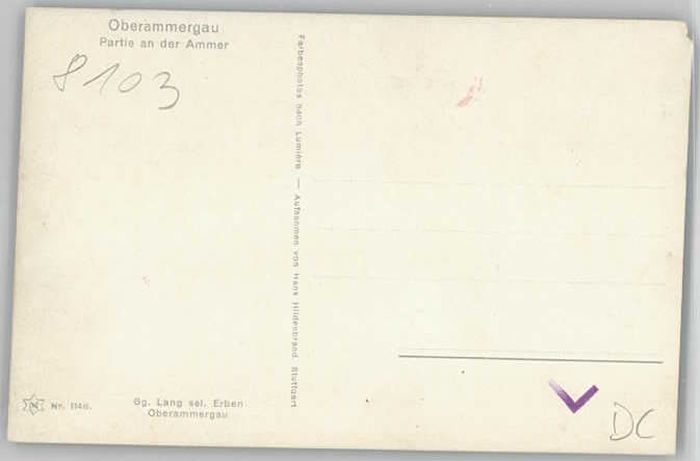 Oberammergau
Partie an der Ammer
8103
Farbenphotos nach Lumière. — Aufnahmen von Hans Hildenbrand, Stuttgart
Nr. 1146.
Gg. Lang sel. Erben
Oberammergau
DC